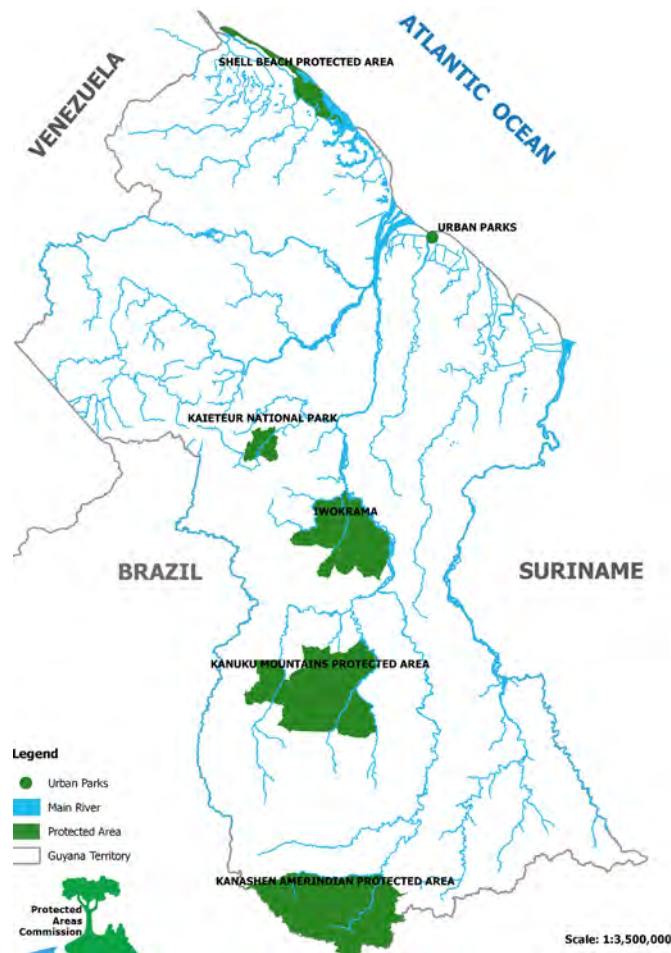 SHELL BEACH PROTECTED AREA
VENEZUELA
ATLANTIC OCEAN
URBAN PARKS
KAIETEUR NATIONAL PARK
IWOKRAMA
BRAZIL
SURINAME
KANUKU MOUNTAINS PROTECTED AREA
Legend
Urban Parks
Main River
Protected Area
Guyana Territory
KANASHEN AMERINDIAN PROTECTED AREA
Protected
Areas
Commission
Scale: 1:3,500,000